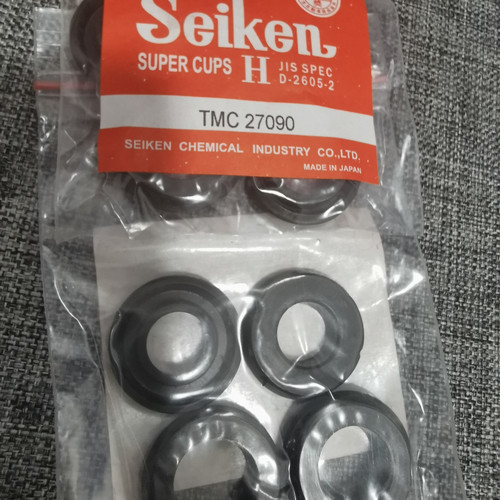 Seiken
SUPER CUPS H JIS SPEC
D-2605-2
TMC 27090
SEIKEN CHEMICAL INDUSTRY CO.,LTD.
MADE IN JAPAN